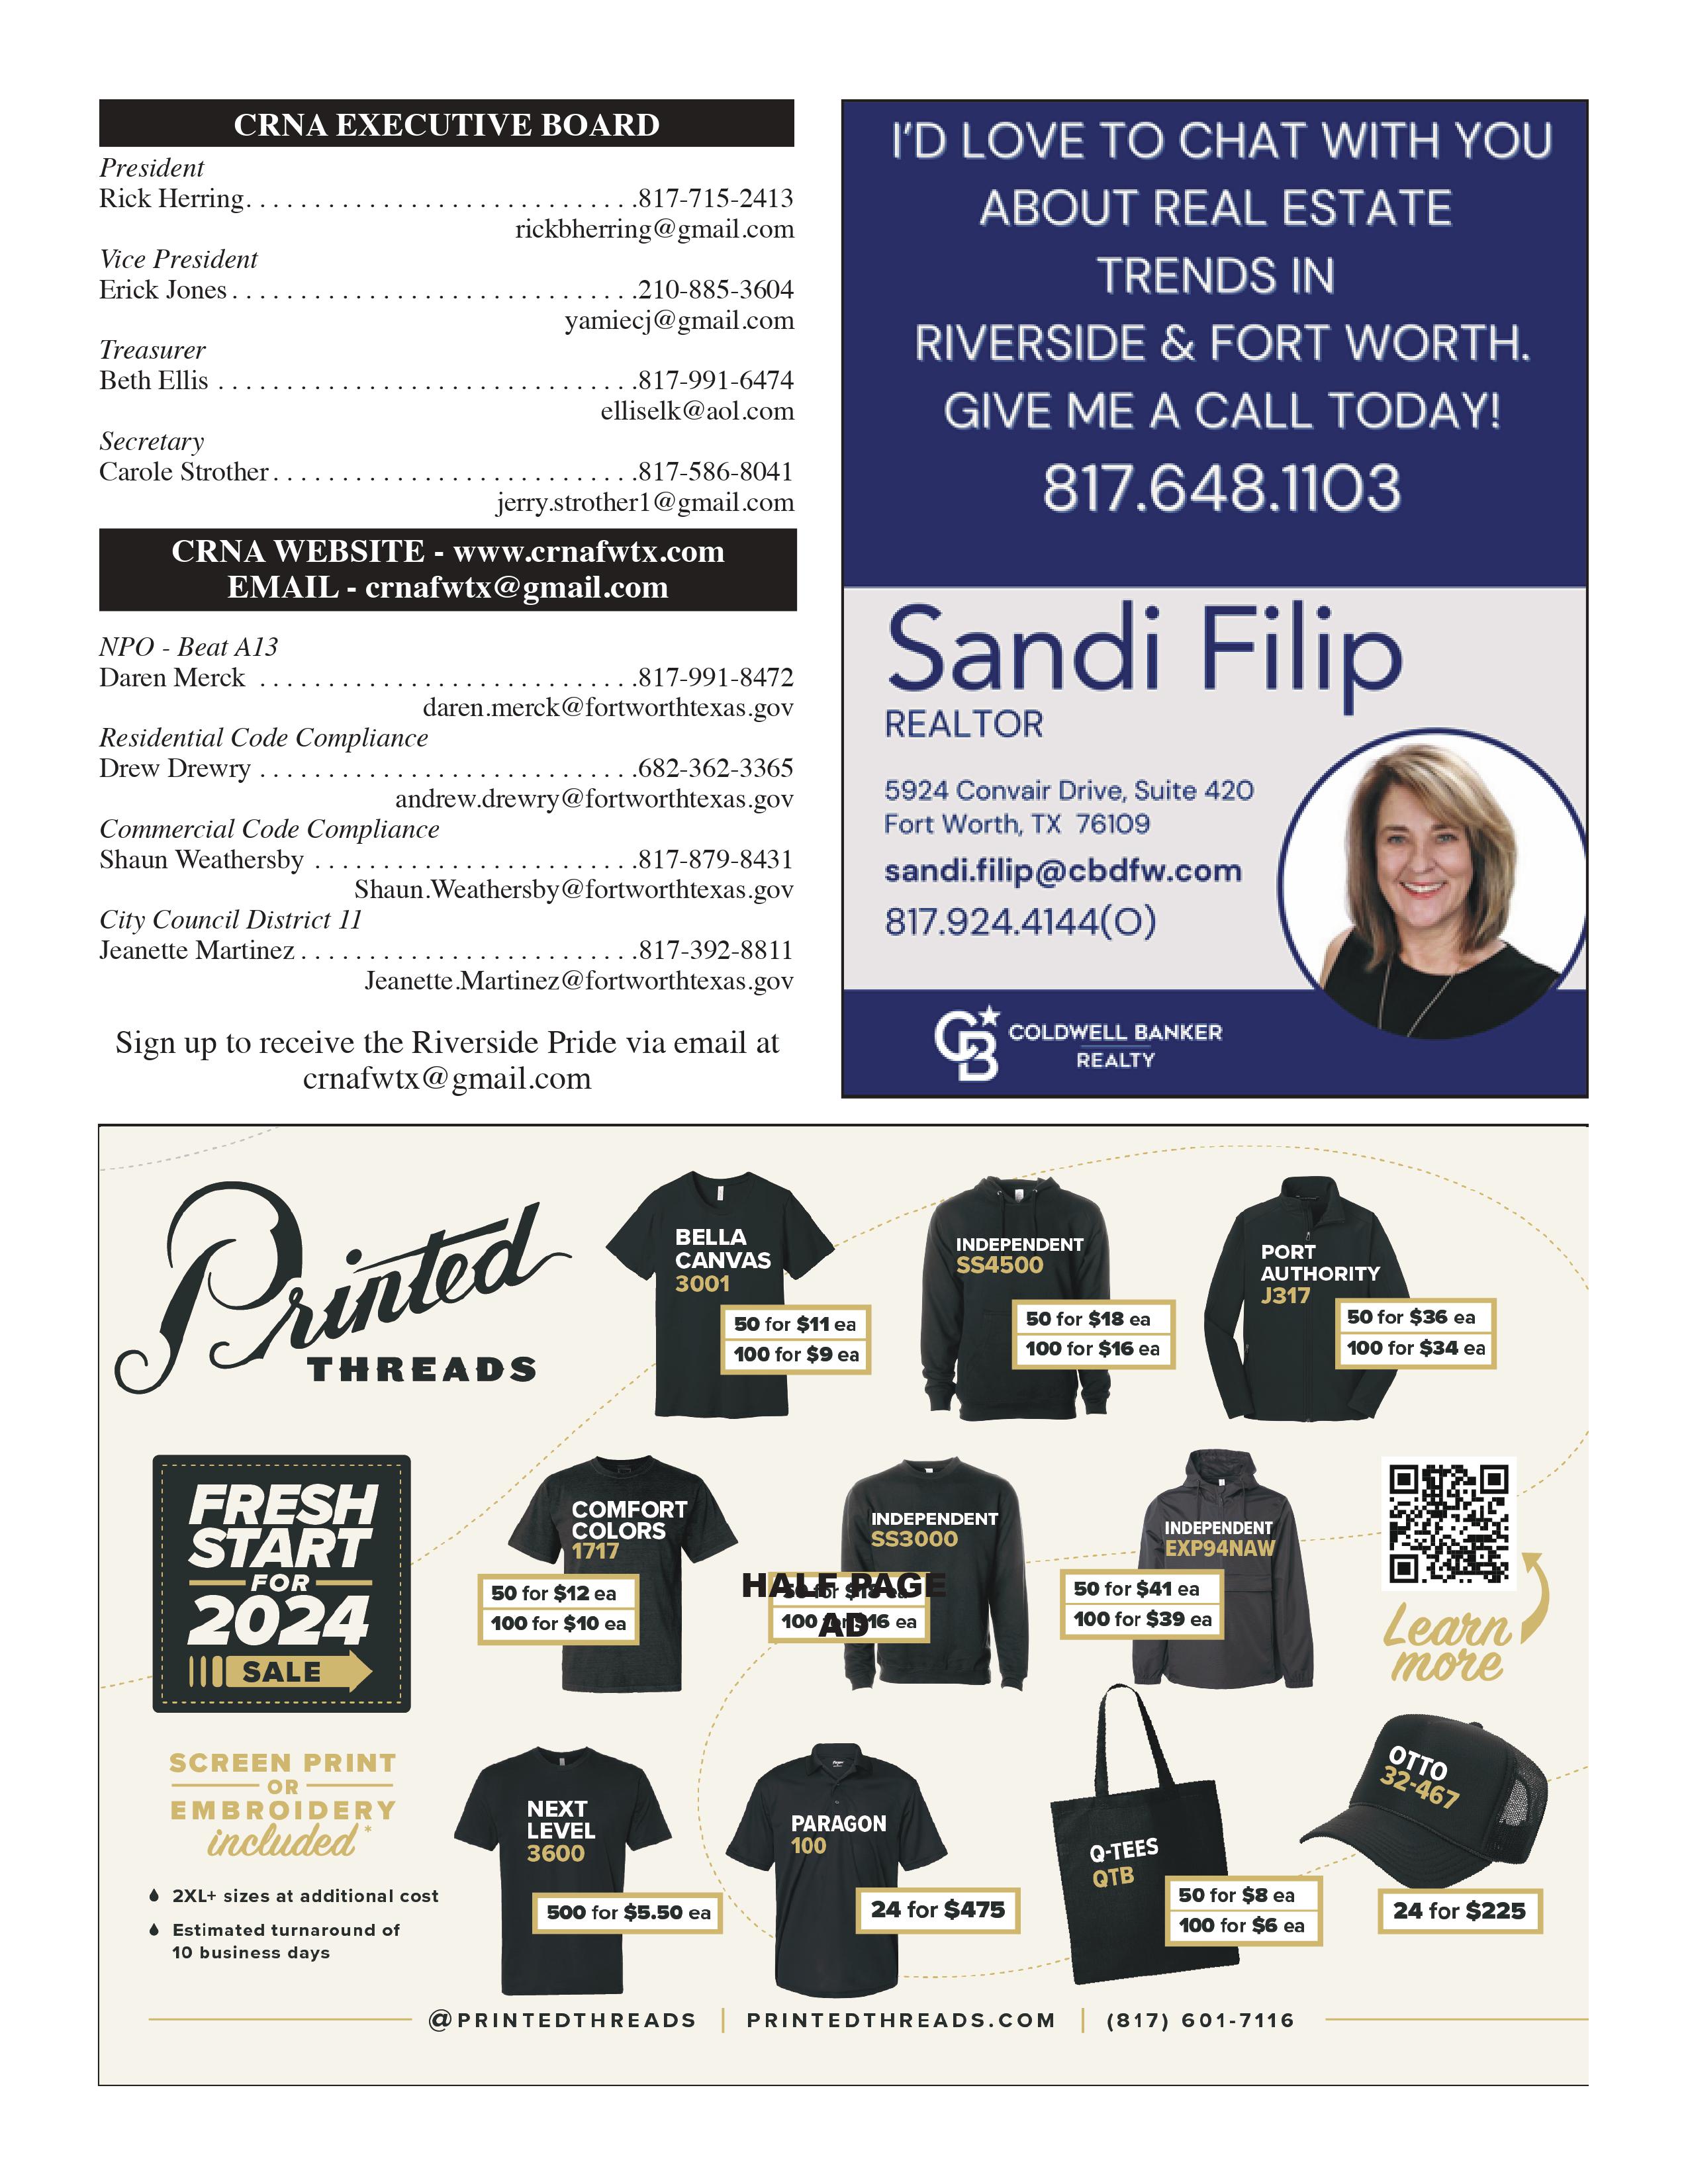 CRNA EXECUTIVE BOARD
President
Rick Herring. . . . . . . . . . . . . . . . . . . . . . . . . . . . .817-715-2413
rickbherring@gmail.com
Vice President
Erick Jones . . . . . . . . . . . . . . . . . . . . . . . . . . . . . .210-885-3604
yamiecj@gmail.com
Treasurer
Beth Ellis . . . . . . . . . . . . . . . . . . . . . . . . . . . . . . .817-991-6474
elliselk@aol.com
Secretary
Carole Strother . . . . . . . . . . . . . . . . . . . . . . . . . . .817-586-8041
jerry.strother1@gmail.com
CRNA WEBSITE - www.crnafwtx.com
EMAIL - crnafwtx@gmail.com
NPO - Beat A13
Daren Merck . . . . . . . . . . . . . . . . . . . . . . . . . . . .817-991-8472
daren.merck@fortworthtexas.gov
Residential Code Compliance
Drew Drewry . . . . . . . . . . . . . . . . . . . . . . . . . . . .682-362-3365
andrew.drewry@fortworthtexas.gov
Commercial Code Compliance
Shaun Weathersby . . . . . . . . . . . . . . . . . . . . . . . .817-879-8431
Shaun.Weathersby@fortworthtexas.gov
City Council District 11
Jeanette Martinez . . . . . . . . . . . . . . . . . . . . . . . . .817-392-8811
Jeanette.Martinez@fortworthtexas.gov
Sign up to receive the Riverside Pride via email at
crnafwtx@gmail.com
I'D LOVE TO CHAT WITH YOU
ABOUT REAL ESTATE
TRENDS IN
RIVERSIDE & FORT WORTH.
GIVE ME A CALL TODAY!
817.648.1103
Sandi Filip
REALTOR
5924 Convair Drive, Suite 420
Fort Worth, TX 76109
sandi.filip@cbdfw.com
817.924.4144(O)
CB
COLDWELL BANKER
REALTY
Printed
THREADS
BELLA
CANVAS
3001
50 for $11 ea
100 for $9 ea
INDEPENDENT
SS4500
50 for $18 ea
100 for $16 ea
PORT
AUTHORITY
J317
50 for $36 ea
100 for $34 ea
FRESH
START
FOR
2024
SALE
COMFORT
COLORS
1717
50 for $12 ea
100 for $10 ea
INDEPENDENT
SS3000
HALF PAGE
AD
100 for $16 ea
INDEPENDENT
EXP94NAW
50 for $41 ea
100 for $39 ea
Learn
more
SCREEN PRINT
OR
EMBROIDERY
included*
2XL+ sizes at additional cost
Estimated turnaround of
10 business days
NEXT
LEVEL
3600
500 for $5.50 ea
PARAGON
100
24 for $475
Q-TEES
QTB
50 for $8 ea
100 for $6 ea
OTTO
32-467
24 for $225
@PRINTEDTHREADS | PRINTEDTHREADS.COM | (817) 601-7116